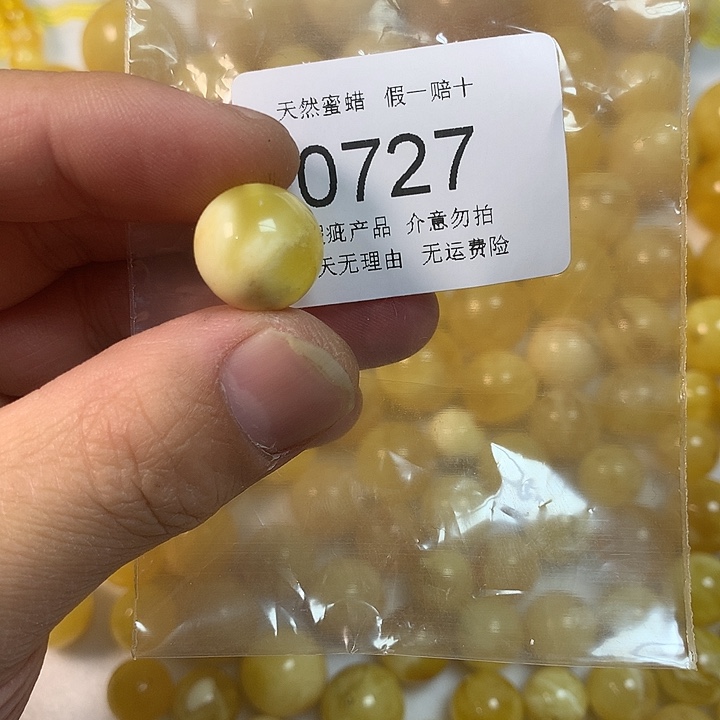 天然蜜蜡 假一赔十
0727
疵产品 介意勿拍
天无理由 无运费险